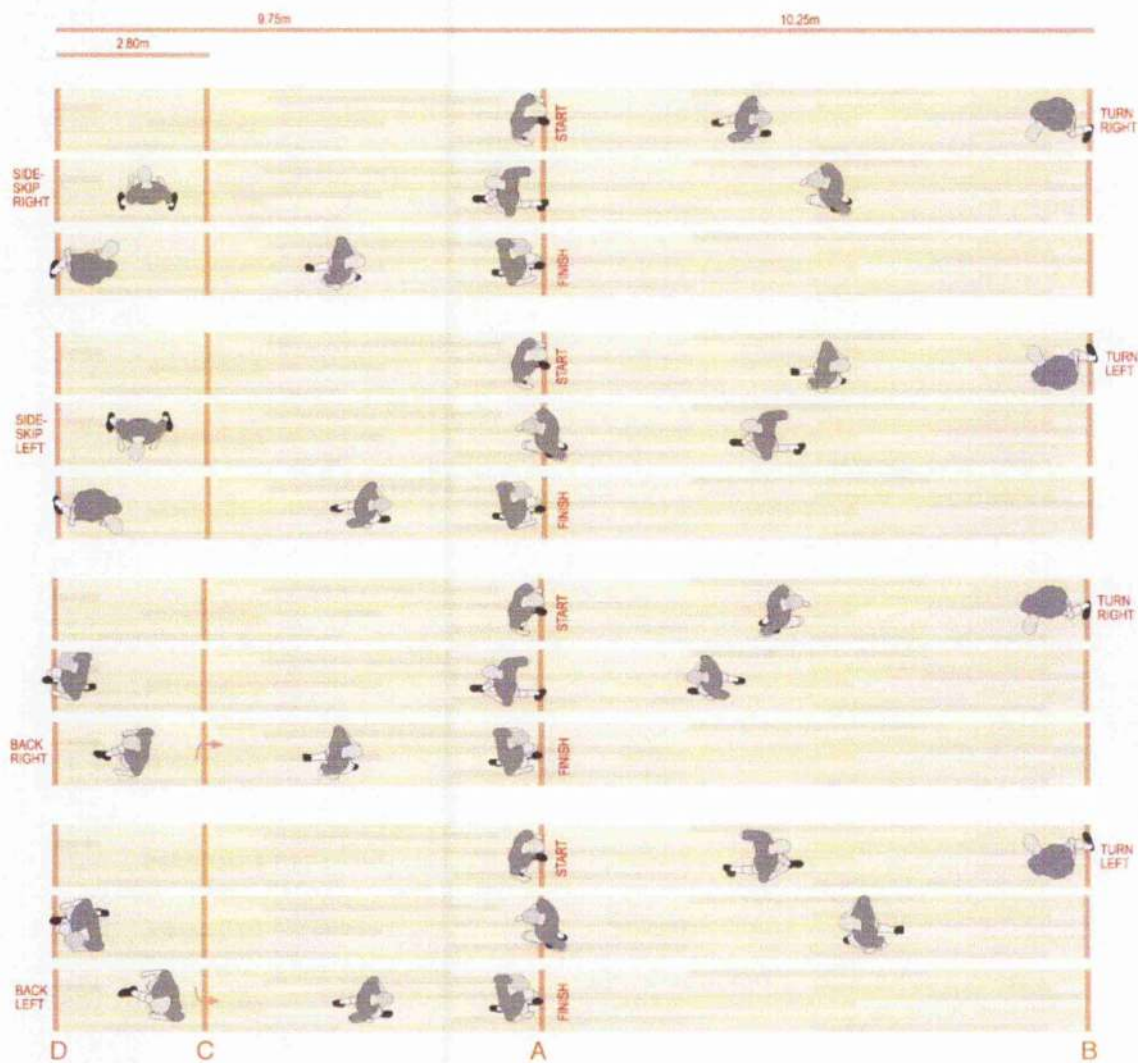 9.75m 10.25m
2.80m
START
TURN
RIGHT
SIDE-
SKIP
RIGHT
FINISH
START
TURN
LEFT
SIDE-
SKIP
LEFT
FINISH
START
TURN
RIGHT
BACK
RIGHT
FINISH
START
TURN
LEFT
BACK
LEFT
FINISH
D C A B